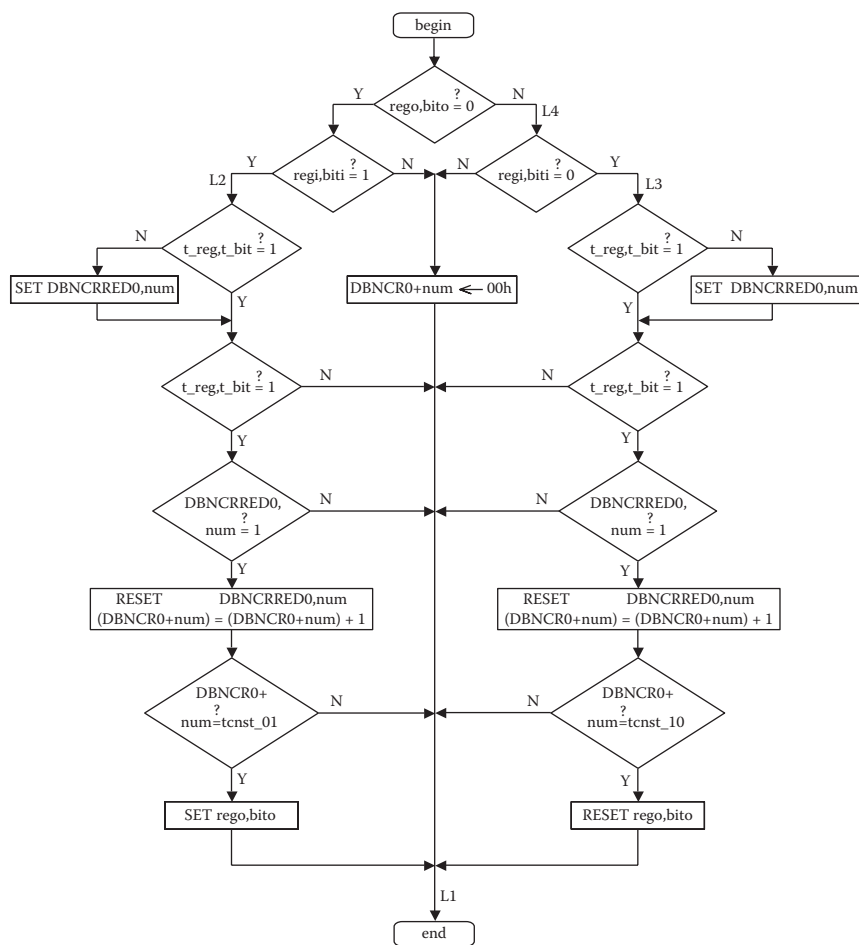 begin
?
Y rego,bito = 0 N
L4
Y ? N N ? Y
L2 regi,biti = 1 regi,biti = 0 L3
N ? ? N
t_reg,t_bit = 1 t_reg,t_bit = 1
SET DBNCRRED0,num DBNCR0+num ← 00h SET DBNCRRED0,num
Y Y
? N N ?
t_reg,t_bit = 1 t_reg,t_bit = 1
Y Y
DBNCRRED0, N N DBNCRRED0,
? ?
num = 1 num = 1
Y Y
RESET DBNCRRED0,num RESET DBNCRRED0,num
(DBNCR0+num) = (DBNCR0+num) + 1 (DBNCR0+num) = (DBNCR0+num) + 1
DBNCR0+ N N DBNCR0+
? ?
num=tcnst_01 num=tcnst_10
Y Y
SET rego,bito RESET rego,bito
L1
end